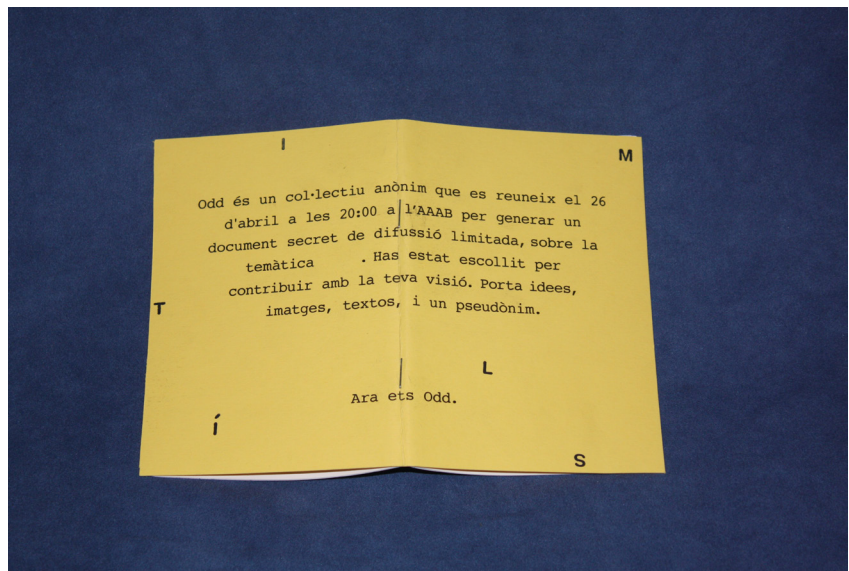 I
M
Odd és un col·lectiu anònim que es reuneix el 26
d'abril a les 20:00 a l'AAAB per generar un
document secret de difussió limitada, sobre la
temàtica . Has estat escollit per
contribuir amb la teva visió. Porta idees,
imatges, textos, i un pseudònim.
T
L
Ara ets Odd.
í
S